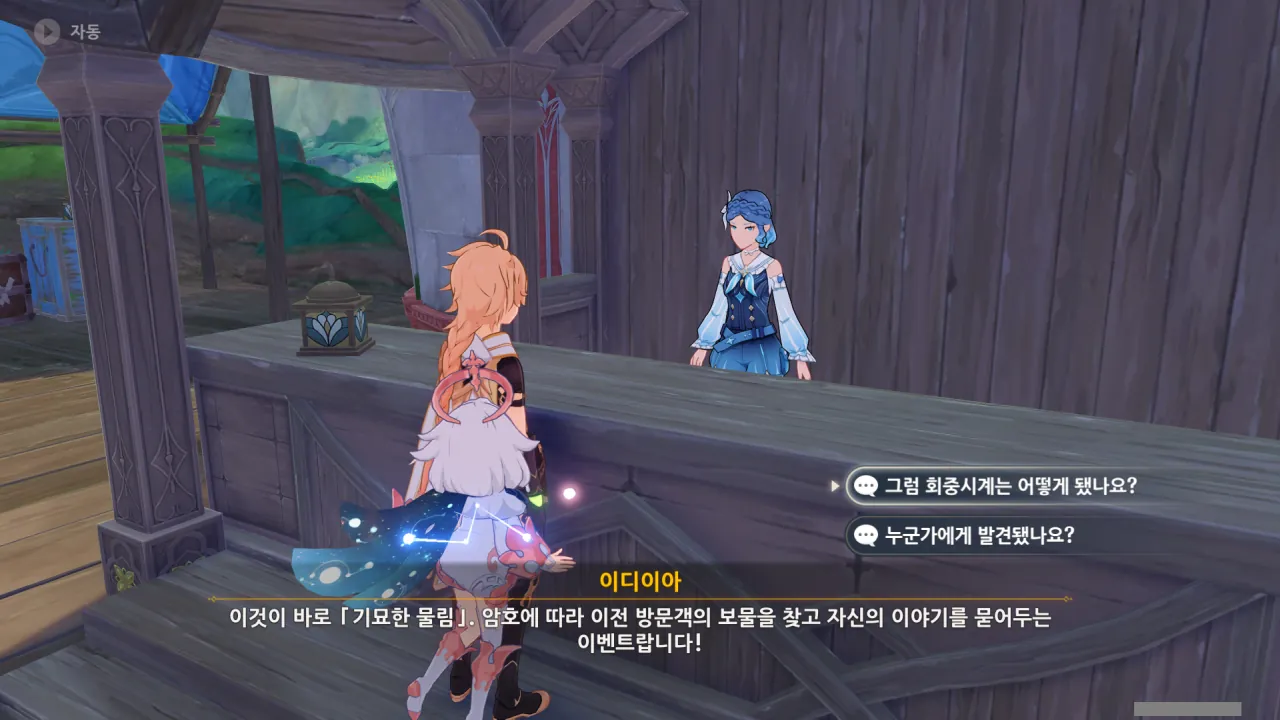 자동
그럼 회중시계는 어떻게 됐나요?
누군가에게 발견됐나요?
이디이아
이것이 바로 「기묘한 물림」. 암호에 따라 이전 방문객의 보물을 찾고 자신의 이야기를 묻어두는
이벤트랍니다!